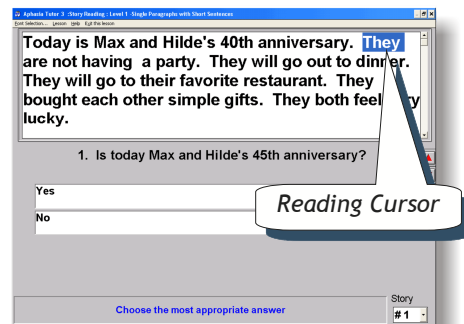 Aphasia Tutor 3 :Story Reading : Level 1 -Single Paragraphs with Short Sentences
Font Selection... Lesson Help Exit this lesson
Today is Max and Hilde's 40th anniversary. They
are not having a party. They will go out to dinner.
They will go to their favorite restaurant. They
bought each other simple gifts. They both feel
lucky.
1. Is today Max and Hilde's 45th anniversary?
Yes
No
Reading Cursor
Choose the most appropriate answer
Story
#1